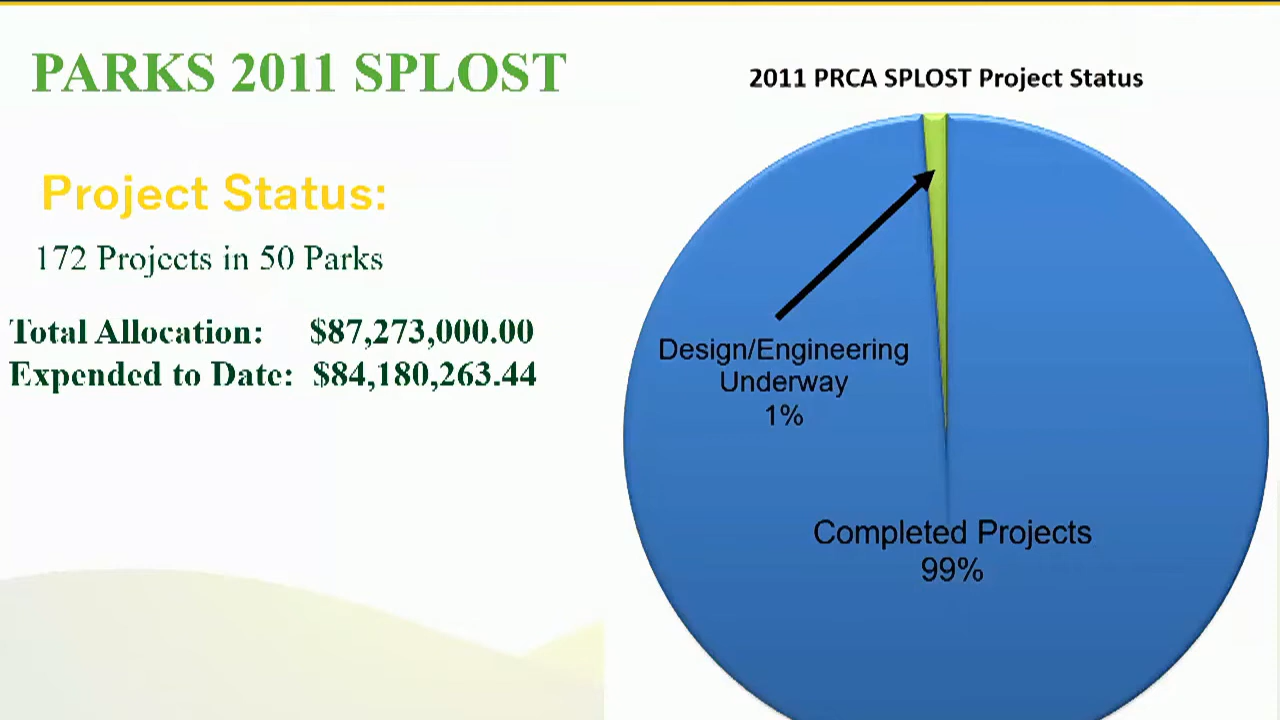 PARKS 2011 SPLOST
Project Status:
172 Projects in 50 Parks
Total Allocation: $87,273,000.00
Expended to Date: $84,180,263.44
2011 PRCA SPLOST Project Status
Design/Engineering
Underway
1%
Completed Projects
99%